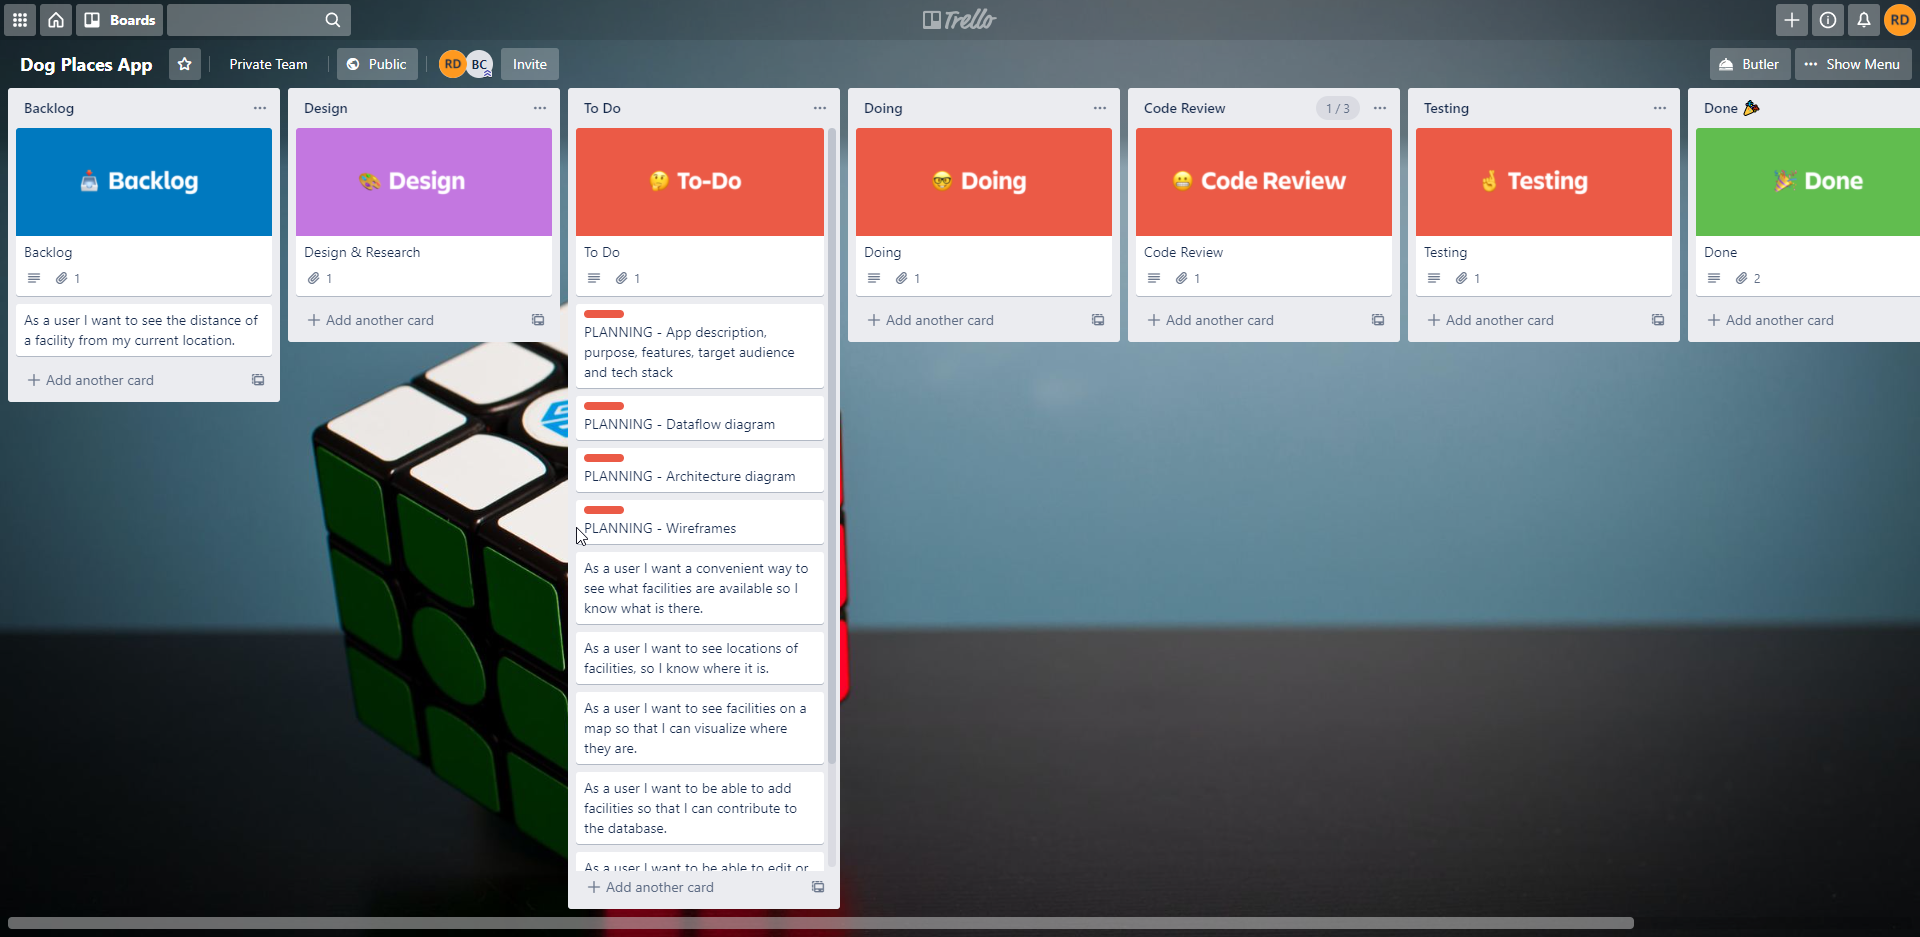 Boards
Trello
RD
Dog Places App
Private Team
Public
RD
BC
Invite
Butler
Show Menu
Backlog
Backlog
Backlog
1
As a user I want to see the distance of
a facility from my current location.
Add another card
Design
Design
Design & Research
1
Add another card
To Do
To-Do
To Do
1
PLANNING - App description,
purpose, features, target audience
and tech stack
PLANNING - Dataflow diagram
PLANNING - Architecture diagram
PLANNING - Wireframes
As a user I want a convenient way to
see what facilities are available so I
know what is there.
As a user I want to see locations of
facilities, so I know where it is.
As a user I want to see facilities on a
map so that I can visualize where
they are.
As a user I want to be able to add
facilities so that I can contribute to
the database.
As a user I want to be able to edit or
Add another card
Doing
Doing
Doing
1
Add another card
Code Review
1 / 3
Code Review
Code Review
1
Add another card
Testing
Testing
Testing
1
Add another card
Done
Done
Done
2
Add another card